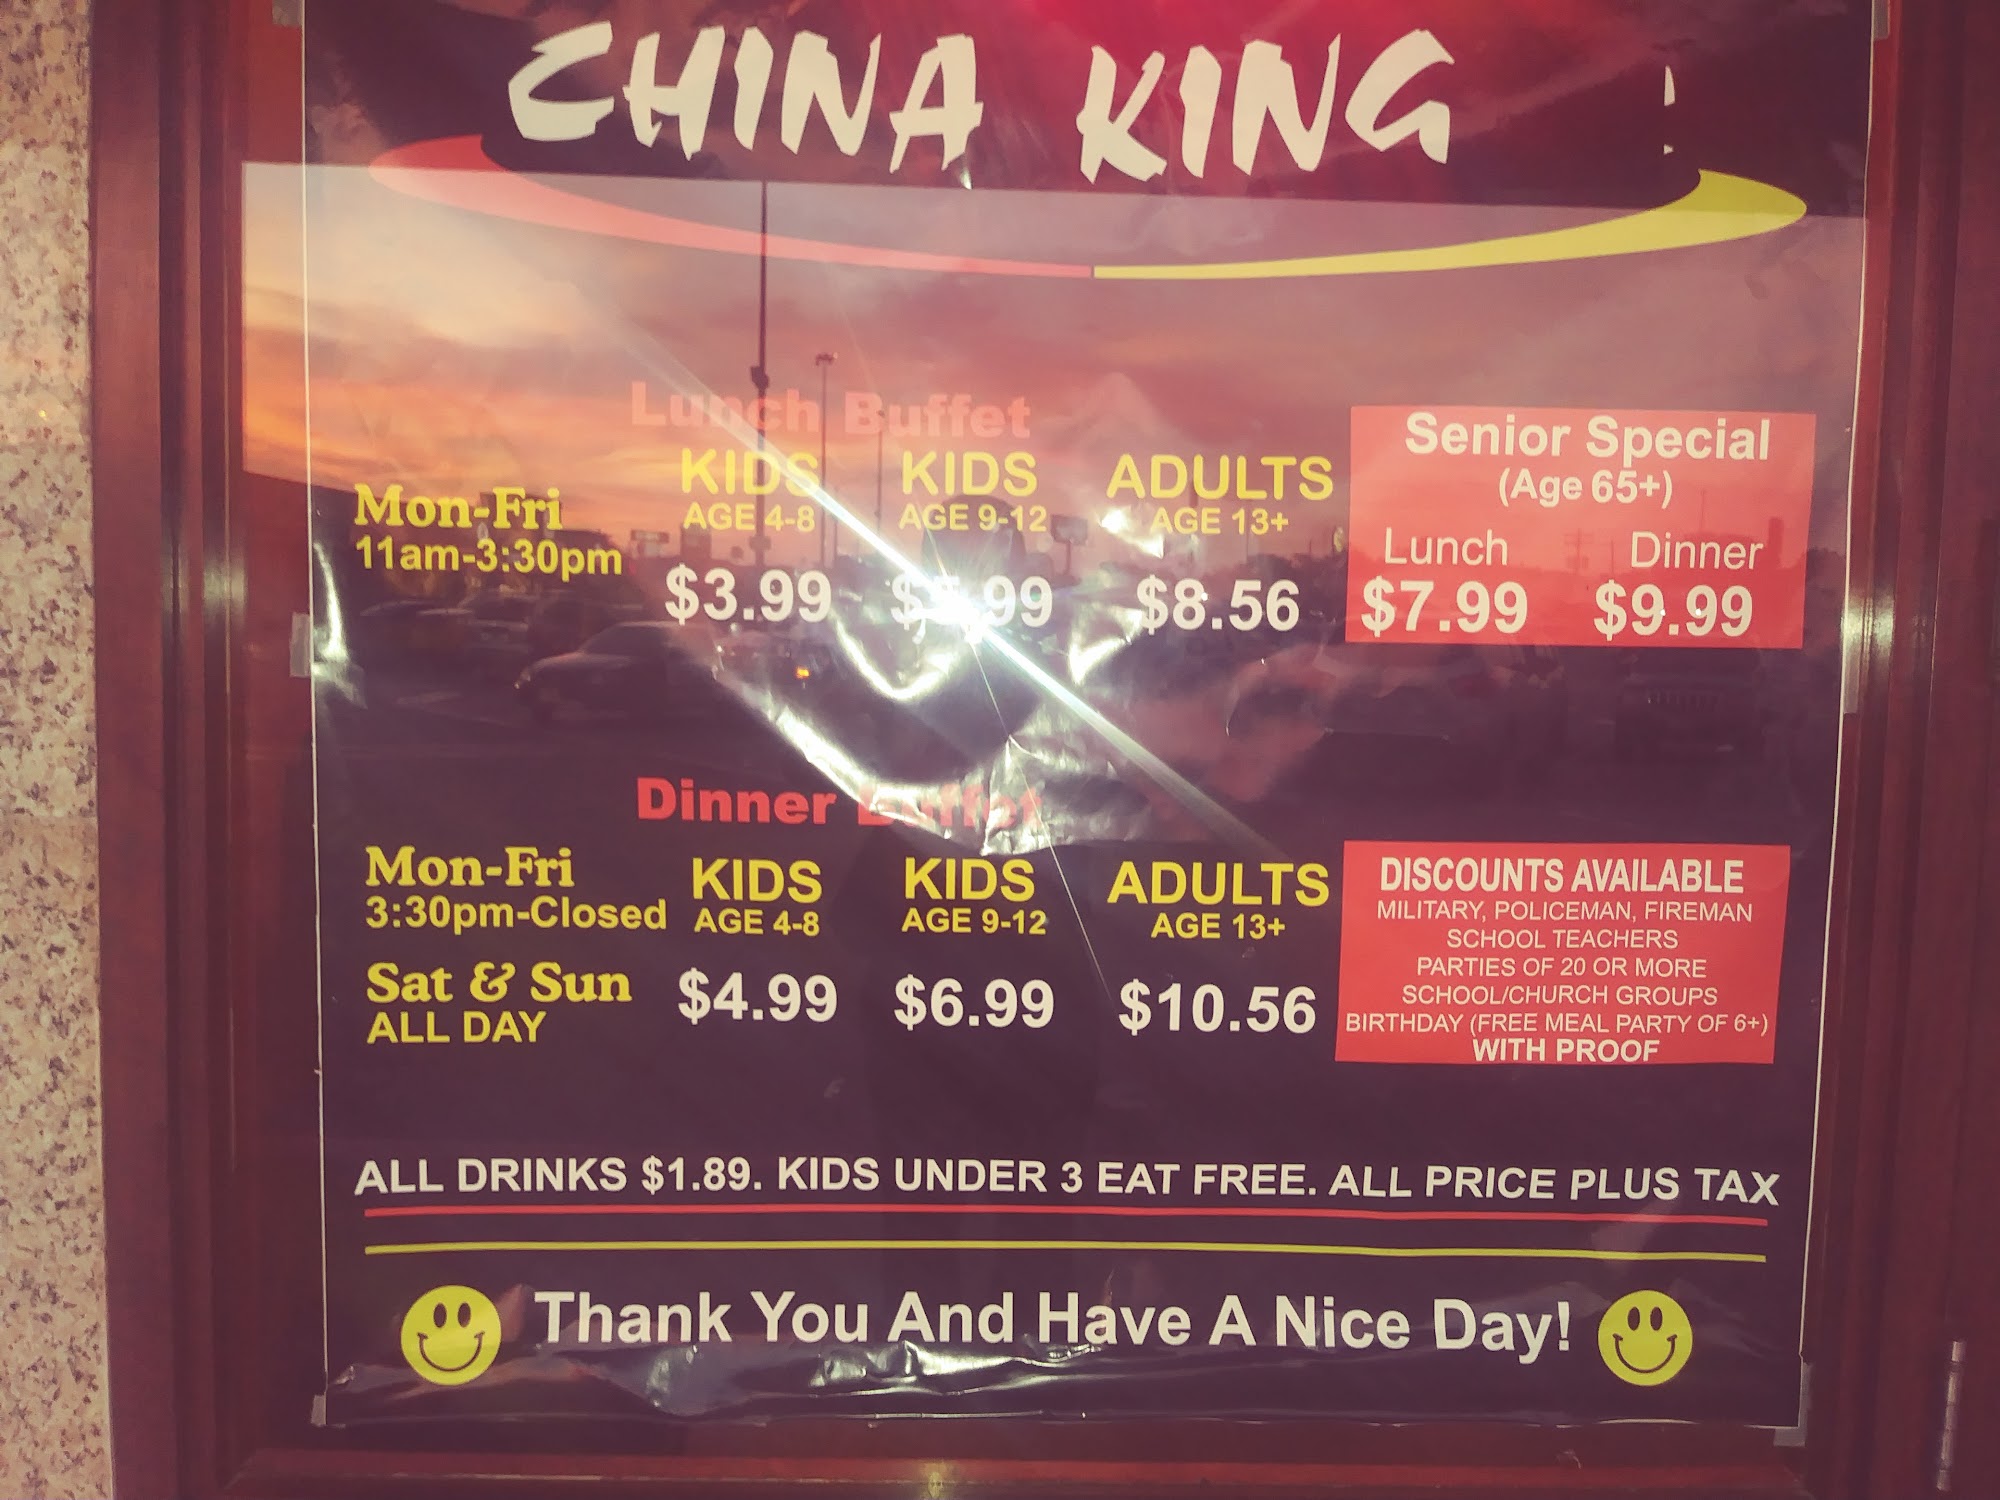 CHINA KING
Lunch Buffet
Mon-Fri
11am-3:30pm
KIDS KIDS ADULTS
AGE 4-8 AGE 9-12 AGE 13+
$3.99 $8.56
Senior Special
(Age 65+)
Lunch Dinner
$7.99 $9.99
Dinner Buffet
Mon-Fri
3:30pm-Closed
Sat & Sun
ALL DAY
KIDS KIDS ADULTS
AGE 4-8 AGE 9-12 AGE 13+
$4.99 $6.99 $10.56
DISCOUNTS AVAILABLE
MILITARY, POLICEMAN, FIREMAN
SCHOOL TEACHERS
PARTIES OF 20 OR MORE
SCHOOL/CHURCH GROUPS
BIRTHDAY (FREE MEAL PARTY OF 6+)
WITH PROOF
ALL DRINKS $1.89. KIDS UNDER 3 EAT FREE. ALL PRICE PLUS TAX
Thank You And Have A Nice Day!